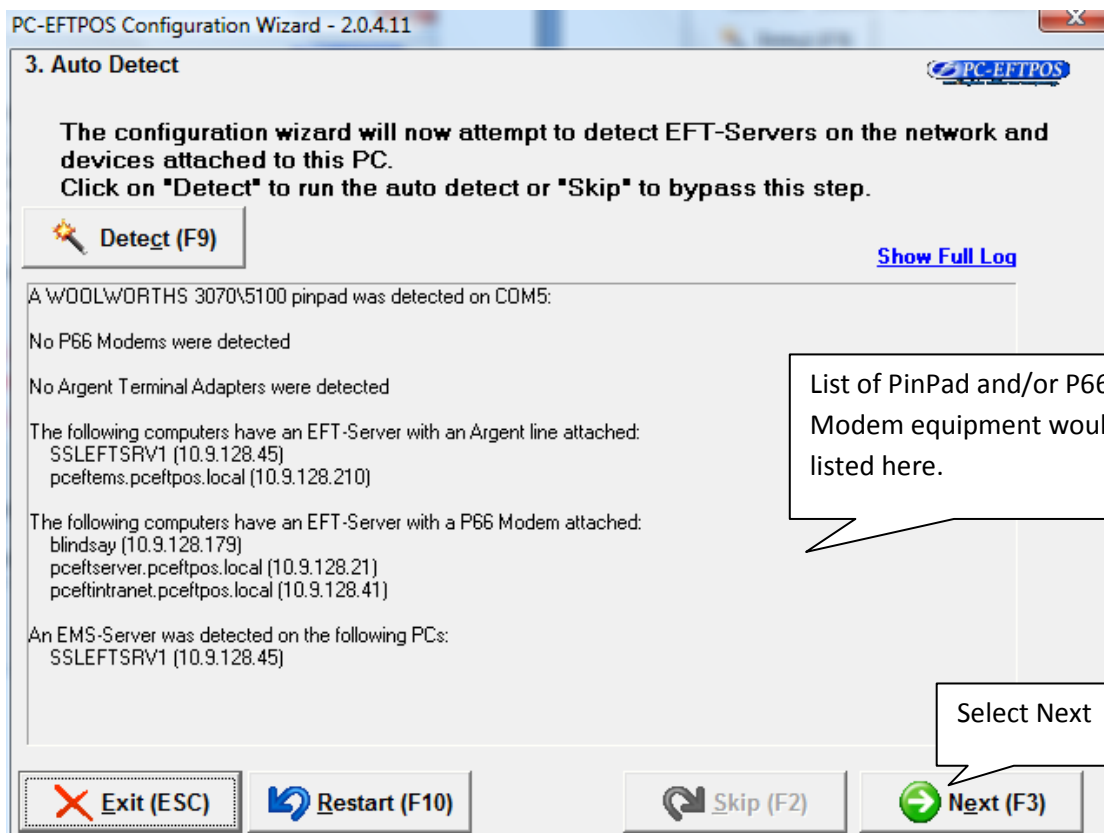 PC-EFTPOS Configuration Wizard - 2.0.4.11
3. Auto Detect
PC-EFTPOS
The configuration wizard will now attempt to detect EFT-Servers on the network and
devices attached to this PC.
Click on "Detect" to run the auto detect or "Skip" to bypass this step.
Detect (F9)
Show Full Log
A WOOLWORTHS 3070\5100 pinpad was detected on COM5:
No P66 Modems were detected
No Argent Terminal Adapters were detected
The following computers have an EFT-Server with an Argent line attached:
SSLEFTSRV1 (10.9.128.45)
pceftems.pceftpos.local (10.9.128.210)
The following computers have an EFT-Server with a P66 Modem attached:
blindsay (10.9.128.179)
pceftserver.pceftpos.local (10.9.128.21)
pceftintranet.pceftpos.local (10.9.128.41)
An EMS-Server was detected on the following PCs:
SSLEFTSRV1 (10.9.128.45)
List of PinPad and/or P66
Modem equipment woul
listed here.
Select Next
Exit (ESC)
Restart (F10)
Skip (F2)
Next (F3)